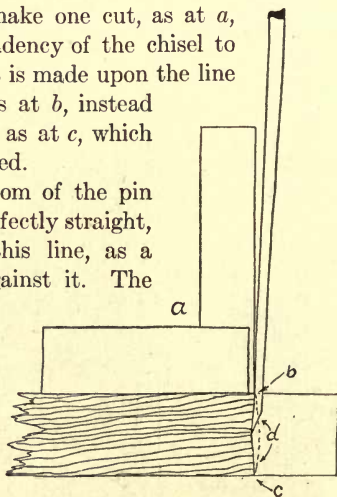 make one cut, as at a,
dency of the chisel to
is made upon the line
s at b, instead
as at c, which
ed.
om of the pin
fectly straight,
his line, as a
ainst it. The
a
b
d
c